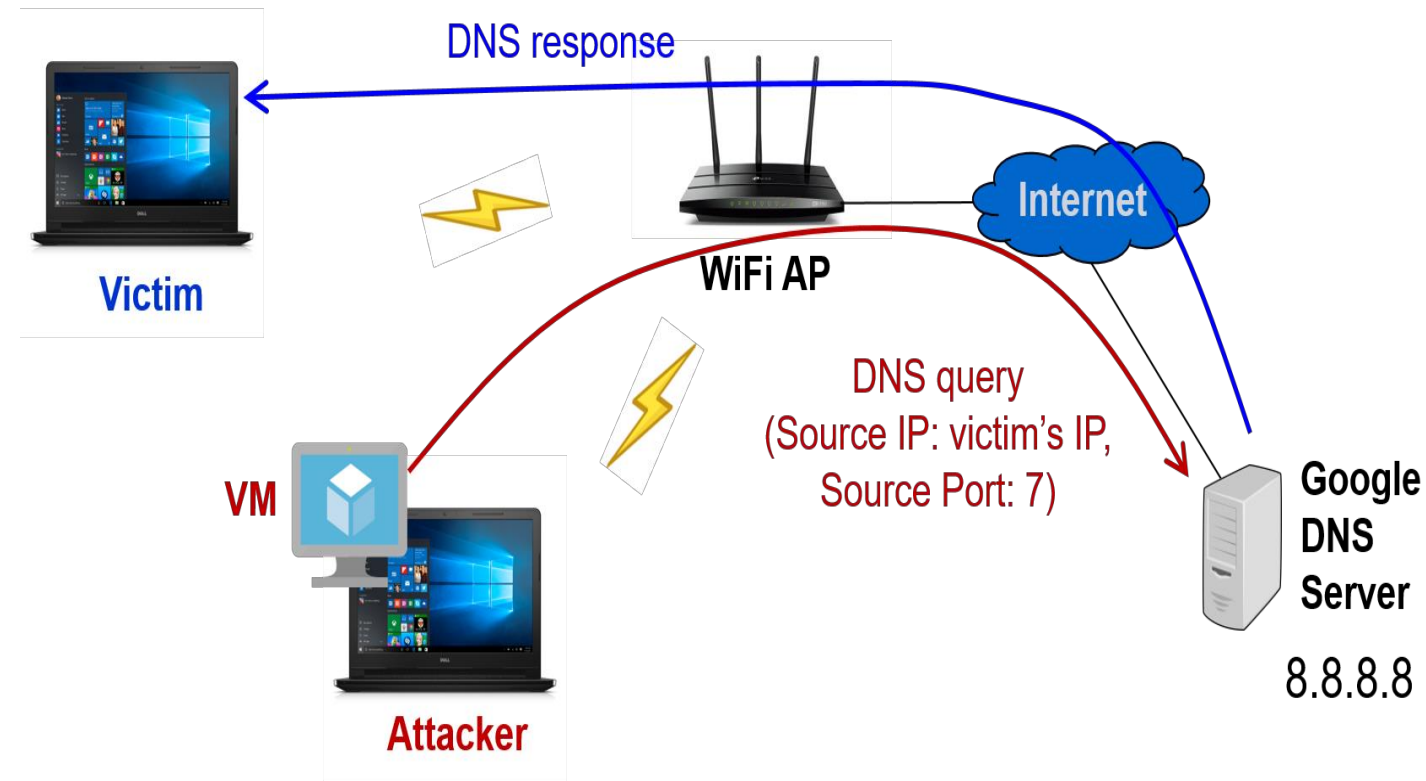 DNS response
Internet
WiFi AP
Victim
DNS query
(Source IP: victim's IP,
Source Port: 7)
VM
Google
DNS
Server
8.8.8.8
Attacker